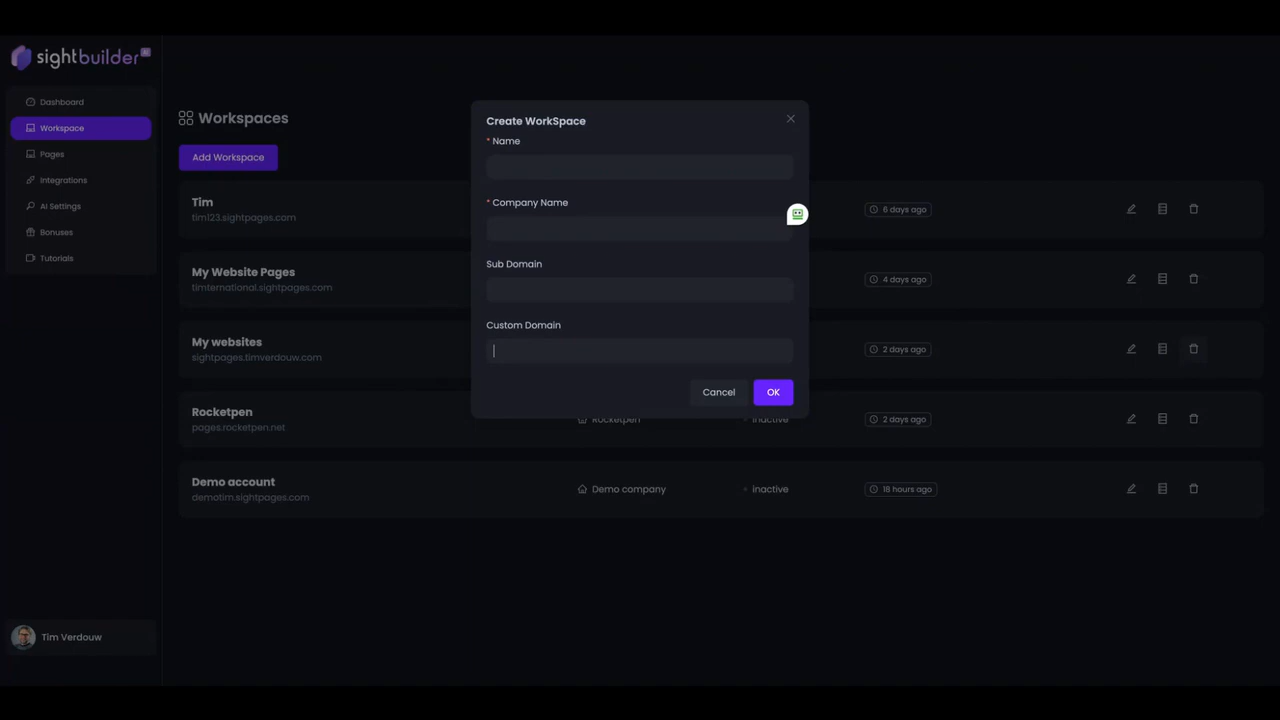 sightbuilder AI
Dashboard
Workspace
Pages
Integrations
AI Settings
Bonuses
Tutorials
Tim Verdouw
Workspaces
Add Workspace
Tim
tim123.sightpages.com
6 days ago
My Website Pages
timternational.sightpages.com
4 days ago
My websites
sightpages.timverdouw.com
2 days ago
Rocketpen
pages.rocketpen.net
Rocketpen
inactive
2 days ago
Demo account
demotim.sightpages.com
Demo company
inactive
18 hours ago
Create WorkSpace
* Name
* Company Name
Sub Domain
Custom Domain
Cancel
OK